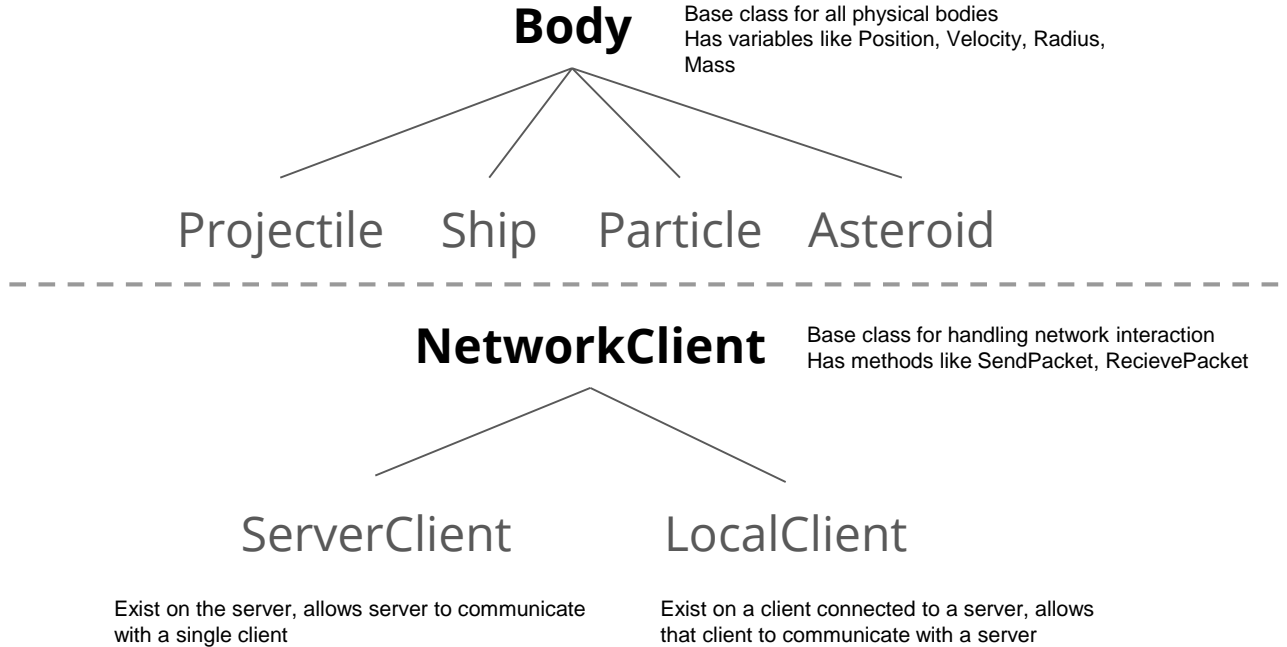 Body
Base class for all physical bodies
Has variables like Position, Velocity, Radius,
Mass
Projectile Ship Particle Asteroid
NetworkClient
Base class for handling network interaction
Has methods like SendPacket, RecievePacket
ServerClient LocalClient
Exist on the server, allows server to communicate
with a single client
Exist on a client connected to a server, allows
that client to communicate with a server